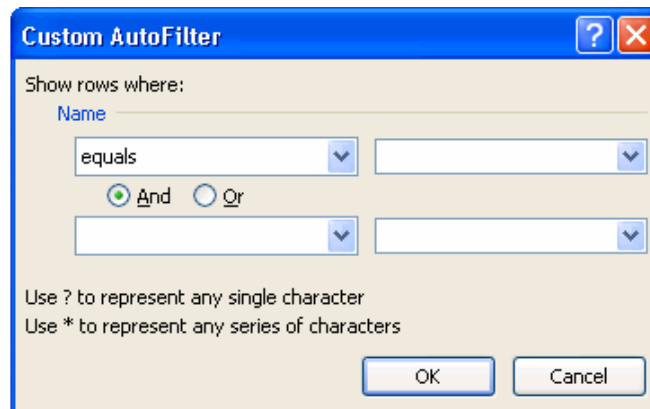 Custom AutoFilter ?
Show rows where:
Name
equals
And Or
Use ? to represent any single character
Use * to represent any series of characters
OK Cancel